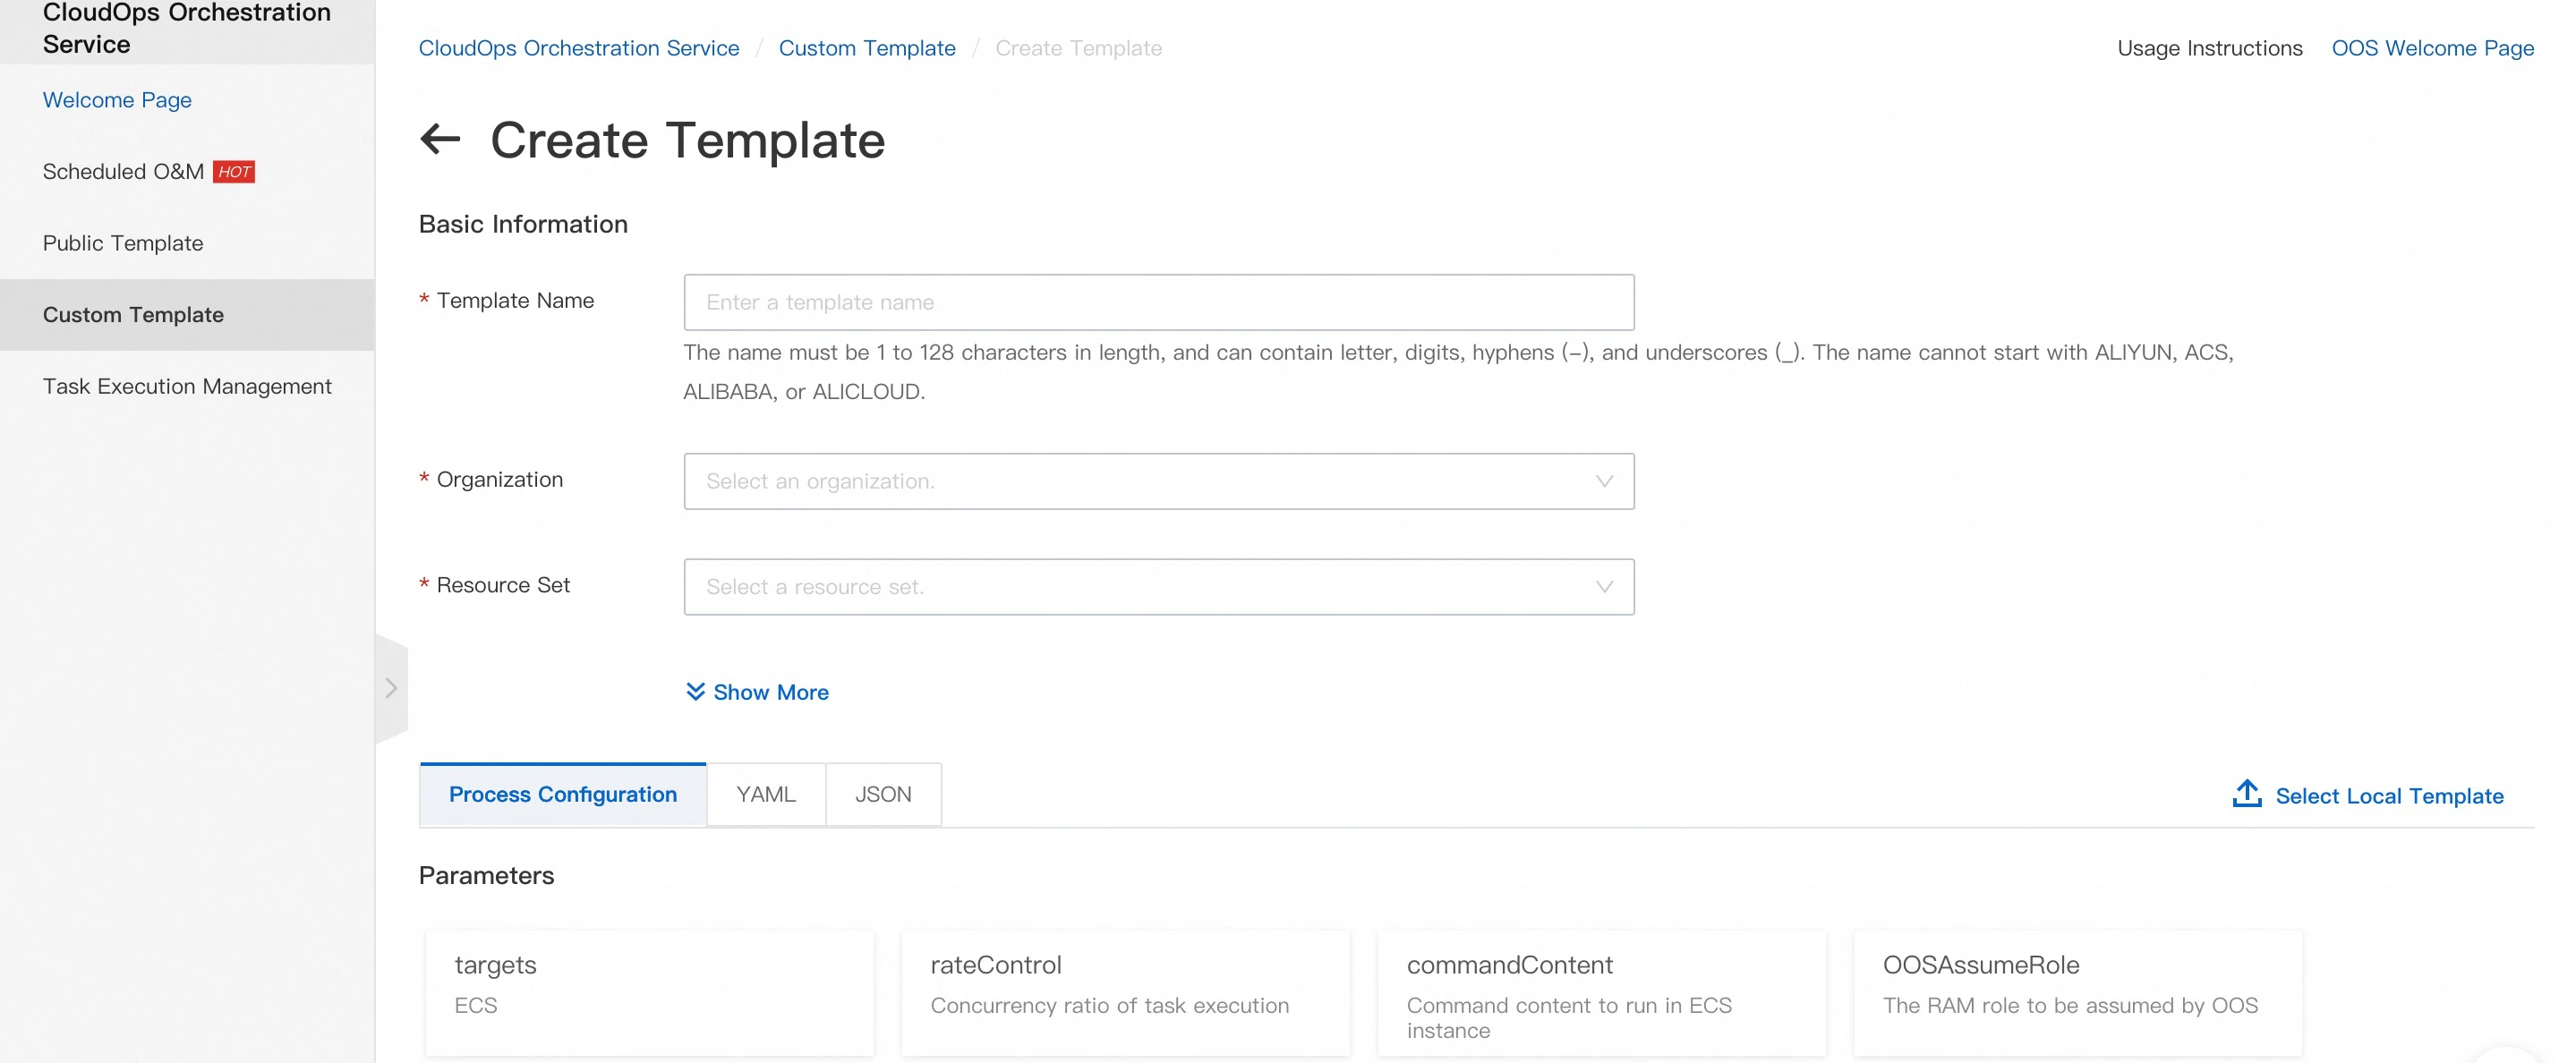 CloudOps Orchestration
Service
Welcome Page
Scheduled O&M HOT
Public Template
Custom Template
Task Execution Management
CloudOps Orchestration Service / Custom Template / Create Template
Usage Instructions OOS Welcome Page
← Create Template
Basic Information
* Template Name
Enter a template name
The name must be 1 to 128 characters in length, and can contain letter, digits, hyphens (-), and underscores (_). The name cannot start with ALIYUN, ACS,
ALIBABA, or ALICLOUD.
* Organization
Select an organization.
* Resource Set
Select a resource set.
Show More
Process Configuration YAML JSON
Select Local Template
Parameters
targets
ECS
rateControl
Concurrency ratio of task execution
commandContent
Command content to run in ECS
instance
OOSAssumeRole
The RAM role to be assumed by OOS